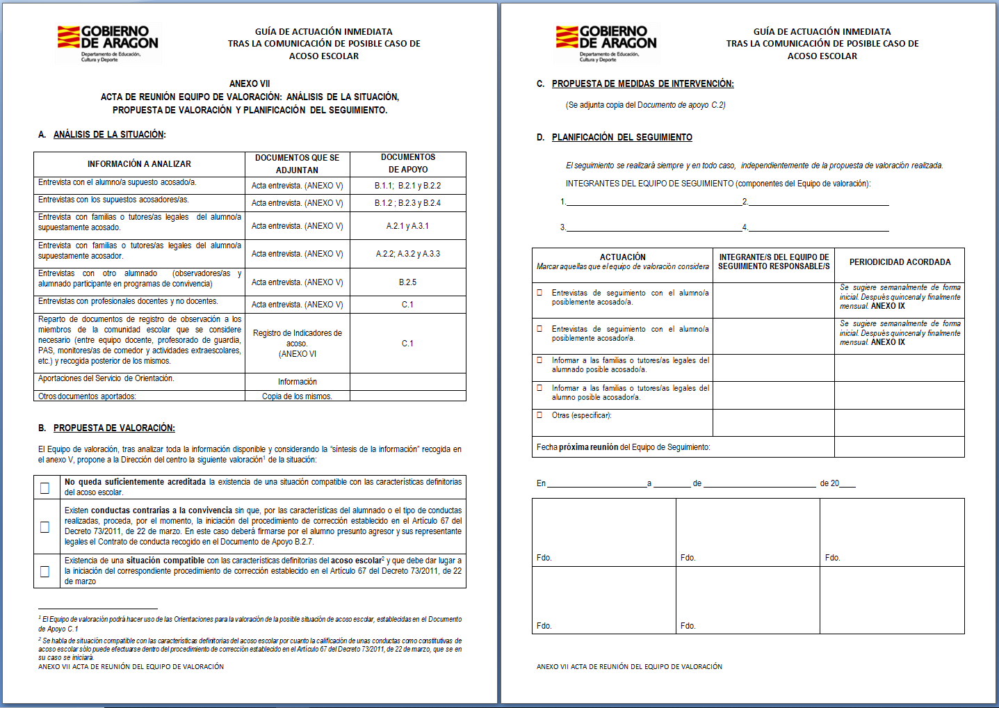 GOBIERNO
DE ARAGON
Departamento de Educación,
Cultura y Deporte
GUÍA DE ACTUACIÓN INMEDIATA
TRAS LA COMUNICACIÓN DE POSIBLE CASO DE
ACOSO ESCOLAR
ANEXO VII
ACTA DE REUNIÓN EQUIPO DE VALORACIÓN: ANÁLISIS DE LA SITUACIÓN,
PROPUESTA DE VALORACIÓN Y PLANIFICACIÓN DEL SEGUIMIENTO.
A. ANÁLISIS DE LA SITUACIÓN:
INFORMACIÓN A ANALIZAR
DOCUMENTOS QUE SE
ADJUNTAN
DOCUMENTOS
DE APOYO
Entrevista con el alumno/a supuesto acosado/a.
Acta entrevista. (ANEXO V)
B.1.1; B.2.1 y B.2.2
Entrevistas con los supuestos acosadores/as.
Acta entrevista. (ANEXO V)
B.1.2 ; B.2.3 y B.2.4
Entrevista con familias o tutores/as legales del alumno/a
supuestamente acosado.
Acta entrevista. (ANEXO V)
A.2.1 y A.3.1
Entrevista con familias o tutores/as legales del alumno/a
supuestamente acosador.
Acta entrevista. (ANEXO V)
A.2.2; A.3.2 y A.3.3
Entrevistas con otro alumnado (observadores/as y
alumnado participante en programas de convivencia)
Acta entrevista. (ANEXO V)
B.2.5
Entrevistas con profesionales docentes y no docentes.
Acta entrevista. (ANEXO V)
C.1
Reparto de documentos de registro de observación a los
miembros de la comunidad escolar que se considere
necesario (entre equipo docente, profesorado de guardia,
PAS, monitores/as de comedor y actividades extraescolares,
etc.) y recogida posterior de los mismos.
Registro de Indicadores de
acoso.
(ANEXO VI
C.1
Aportaciones del Servicio de Orientación.
Información
Otros documentos aportados:
Copia de los mismos.
B. PROPUESTA DE VALORACIÓN:
El Equipo de valoración, tras analizar toda la información disponible y considerando la “síntesis de la información” recogida en
el anexo V, propone a la Dirección del centro la siguiente valoración1 de la situación:
No queda suficientemente acreditada la existencia de una situación compatible con las características definitorias
del acoso escolar.
Existen conductas contrarias a la convivencia sin que, por las características del alumnado o el tipo de conductas
realizadas, proceda, por el momento, la iniciación del procedimiento de corrección establecido en el Artículo 67 del
Decreto 73/2011, de 22 de marzo. En este caso deberá firmarse por el alumno presunto agresor y sus representante
legales el Contrato de conducta recogido en el Documento de Apoyo B.2.7.
Existencia de una situación compatible con las características definitorias del acoso escolar2 y que debe dar lugar a
la iniciación del correspondiente procedimiento de corrección establecido en el Artículo 67 del Decreto 73/2011, de 22
de marzo
1 El Equipo de valoración podrá hacer uso de las Orientaciones para la valoración de la posible situación de acoso escolar, establecidas en el Documento
de Apoyo C.1
2 Se habla de situación compatible con las características definitorias del acoso escolar por cuanto la calificación de unas conductas como constitutivas de
acoso escolar sólo puede efectuarse dentro del procedimiento de corrección establecido en el Artículo 67 del Decreto 73/2011, de 22 de marzo, que se en
su caso se iniciará.
ANEXO VII ACTA DE REUNIÓN DEL EQUIPO DE VALORACIÓN
GOBIERNO
DE ARAGON
Departamento de Educación,
Cultura y Deporte
GUÍA DE ACTUACIÓN INMEDIATA
TRAS LA COMUNICACIÓN DE POSIBLE CASO DE
ACOSO ESCOLAR
C. PROPUESTA DE MEDIDAS DE INTERVENCIÓN:
(Se adjunta copia del Documento de apoyo C.2)
D. PLANIFICACIÓN DEL SEGUIMIENTO
El seguimiento se realizará siempre y en todo caso, independientemente de la propuesta de valoración realizada.
INTEGRANTES DEL EQUIPO DE SEGUIMIENTO (componentes del Equipo de valoración):
1.____________________2.____________________
3.____________________4.____________________
ACTUACIÓN
Marcar aquellas que el equipo de valoración considera
INTEGRANTE/S DEL EQUIPO DE
SEGUIMIENTO RESPONSABLE/S
PERIODICIDAD ACORDADA
Entrevistas de seguimiento con el alumno/a
posiblemente acosado/a.
Se sugiere semanalmente de forma
inicial. Después quincenal y finalmente
mensual. ANEXO IX
Entrevistas de seguimiento con el alumno/a
posiblemente acosador/a.
Se sugiere semanalmente de forma
inicial. Después quincenal y finalmente
mensual. ANEXO IX
Informar a las familias o tutores/as legales del
alumnado posible acosado/a.
Informar a las familias o tutores/as legales del
alumno posible acosador/a.
Otras (especificar):
Fecha próxima reunión del Equipo de Seguimiento:
En ____________________a ________ de ____________________ de 20____
Fdo.
Fdo.
Fdo.
Fdo.
Fdo.
ANEXO VII ACTA DE REUNIÓN DEL EQUIPO DE VALORACIÓN